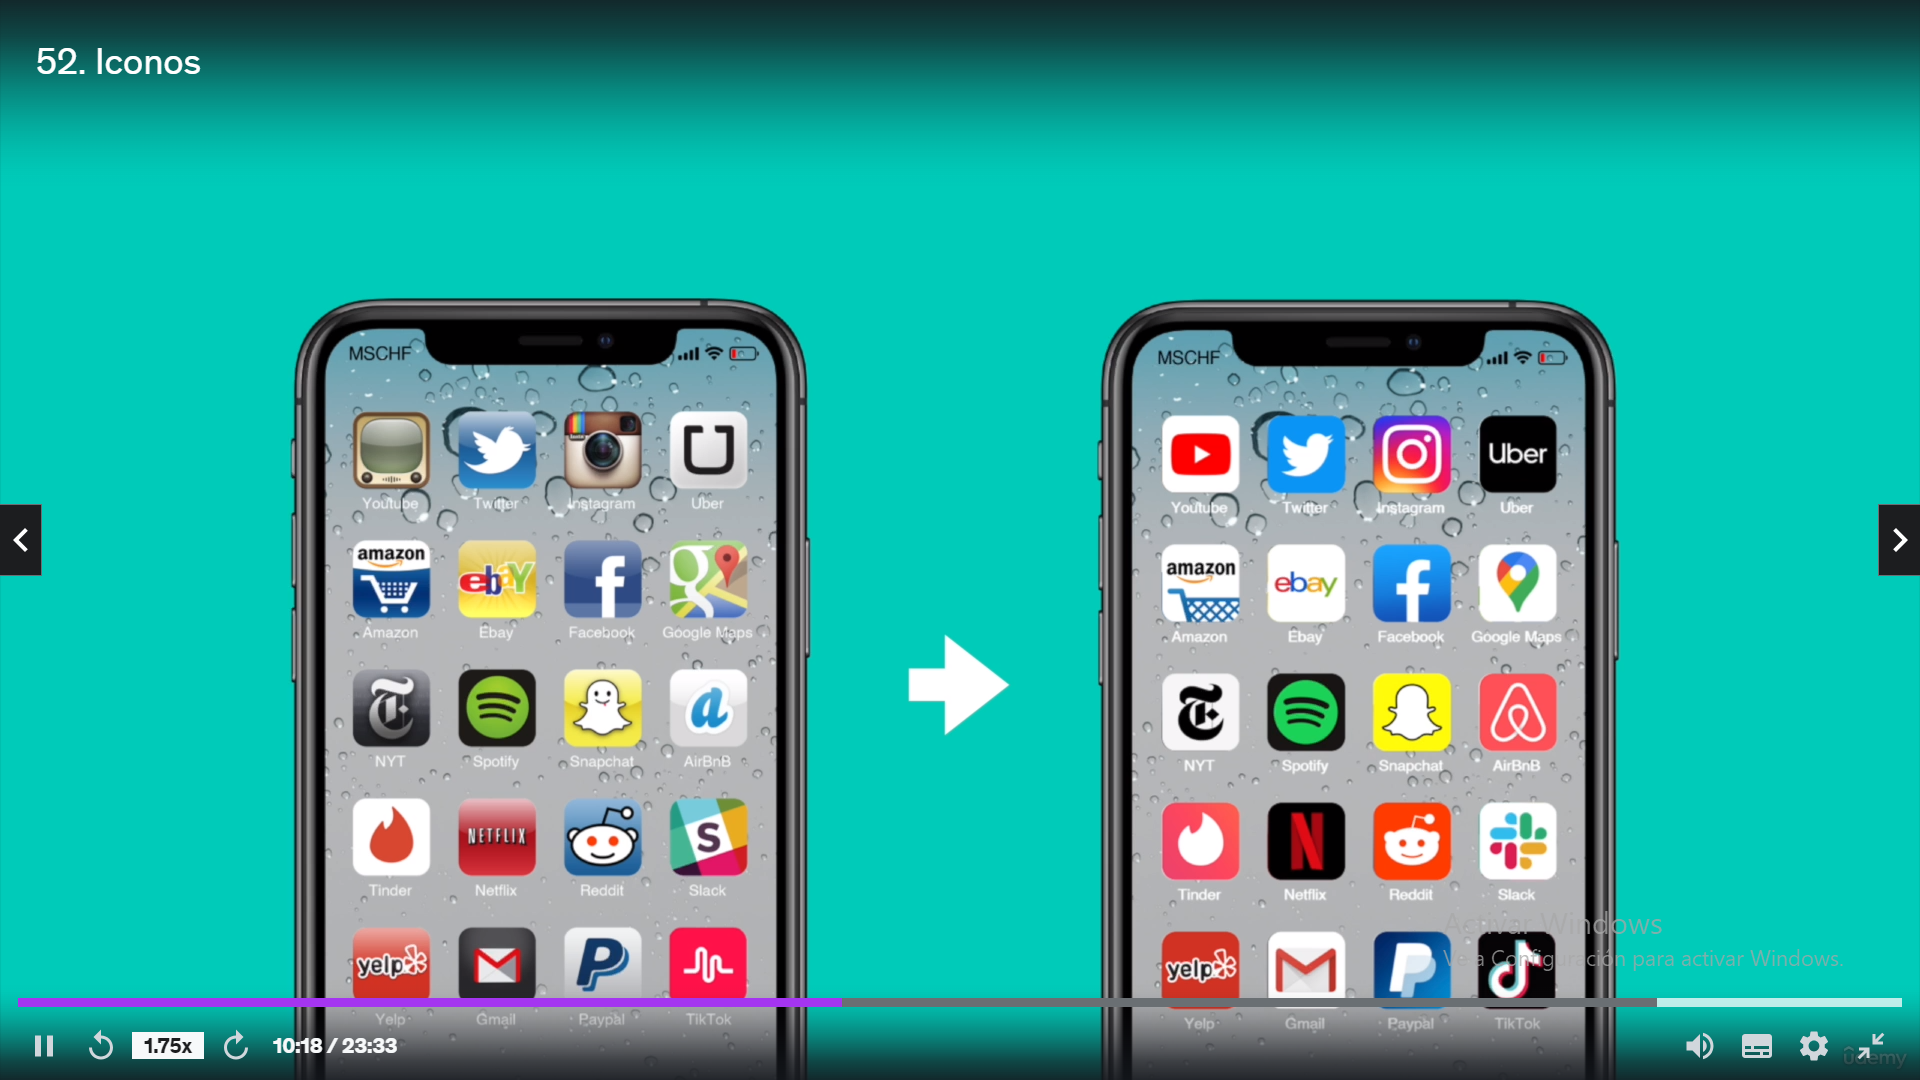 52. Iconos
MSCHF
Youtube Twitter Instagram Uber
amazon ebay
Amazon Ebay Facebook Google Maps
NYT Spotify Snapchat AirBnB
NETFLIX S
Tinder Netflix Reddit Slack
yelp
Yelp Gmail Paypal TikTok
MSCHF
Uber
Youtube Twitter Instagram Uber
amazon ebay
Amazon Ebay Facebook Google Maps
NYT Spotify Snapchat AirBnB
N
Tinder Netflix Reddit Slack
yelp
Yelp Gmail Paypal TikTok
Activar Windows
Ve a Configuración para activar Windows.
1.75x 10:18 / 23:33
ûdemy